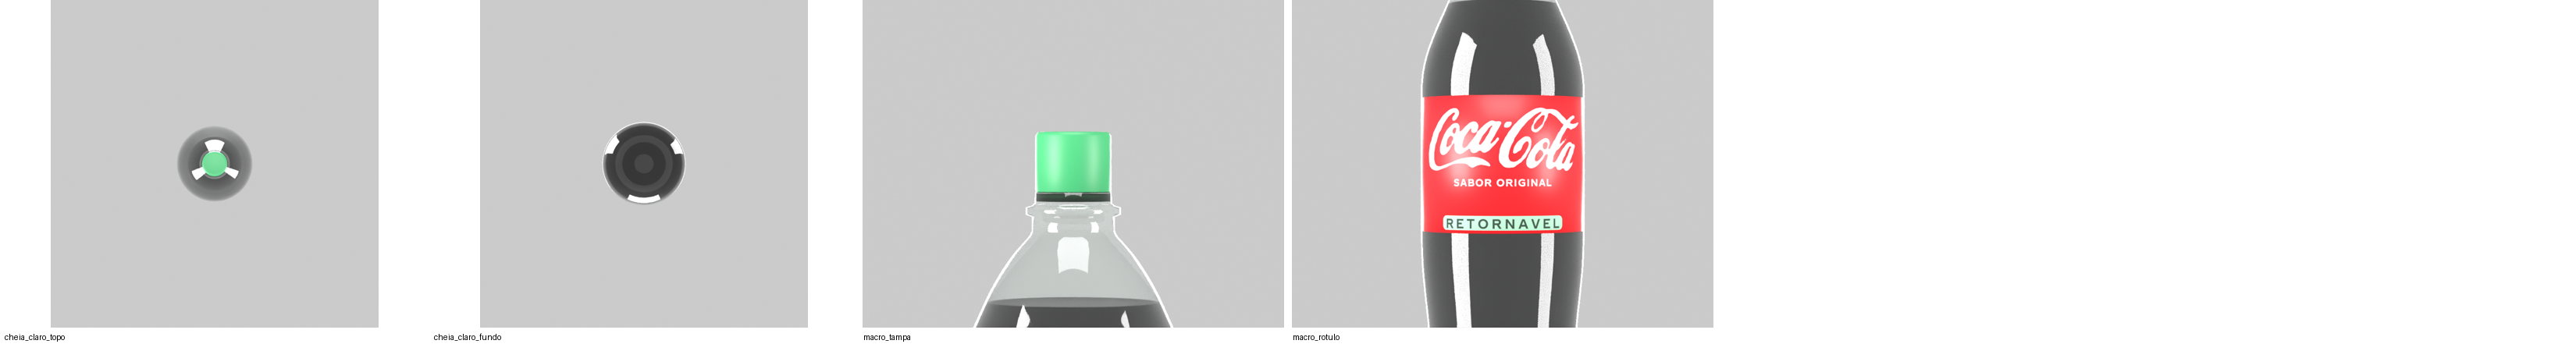 Coca-Cola
SABOR ORIGINAL
RETORNAVEL
cheia_claro_topo
cheia_claro_fundo
macro_tampa
macro_rotulo